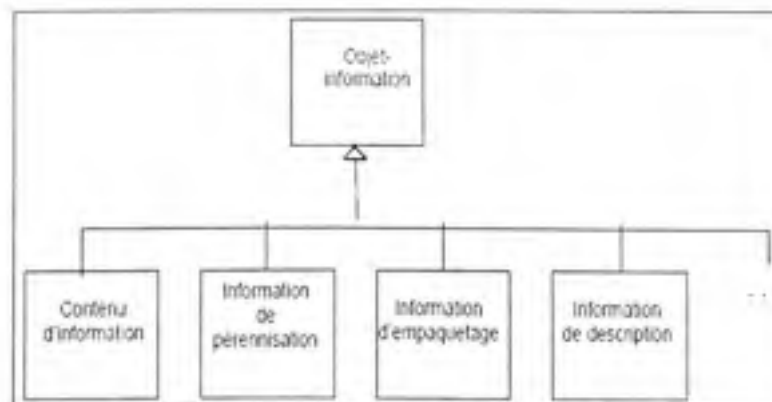 Objet-
information
Contenu
d'information
Information
de
pérennisation
Information
d'empaquetage
Information
de description
. .